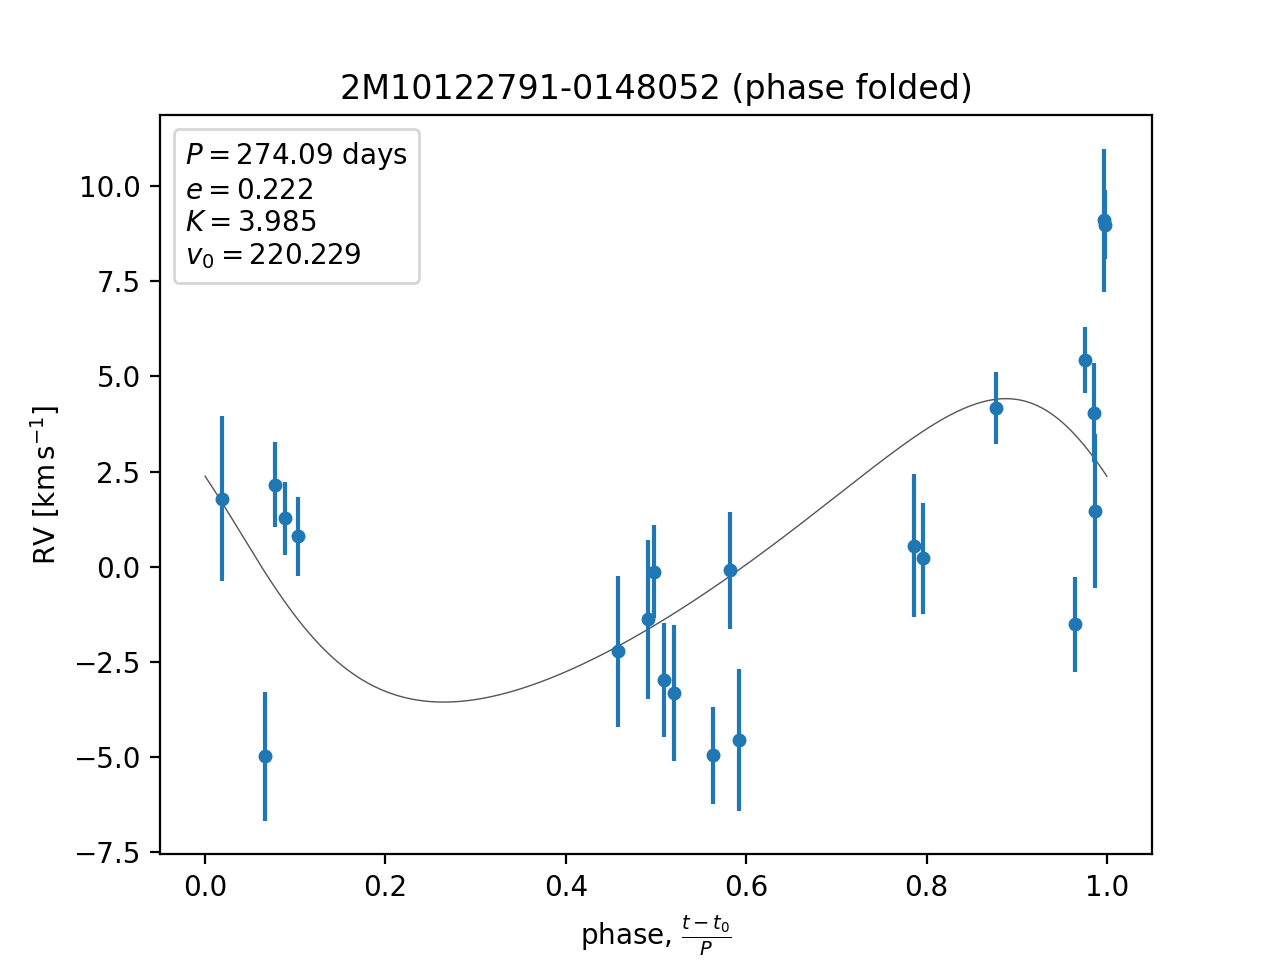 2M10122791-0148052 (phase folded)
P = 274.09 days
e = 0.222
K = 3.985
v₀ = 220.229
10.0
7.5
5.0
2.5
0.0
−2.5
−5.0
−7.5
RV [km s⁻¹]
0.0 0.2 0.4 0.6 0.8 1.0
phase, (t − t₀)/P